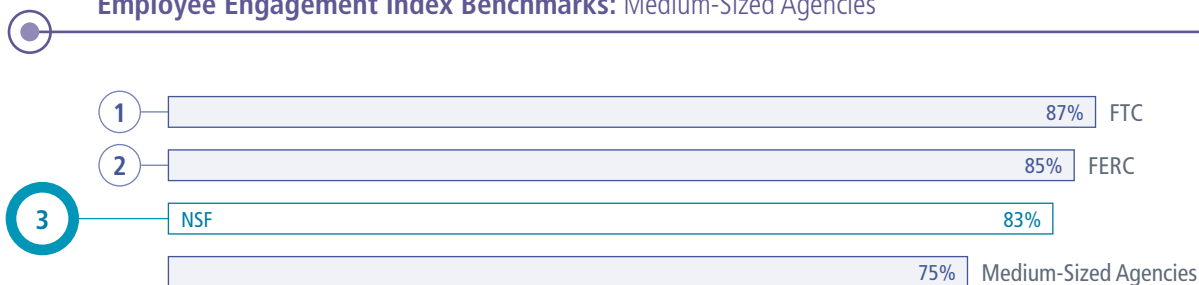 Employee Engagement Index Benchmarks: Medium-Sized Agencies
1 87% FTC
2 85% FERC
3 NSF 83%
75% Medium-Sized Agencies